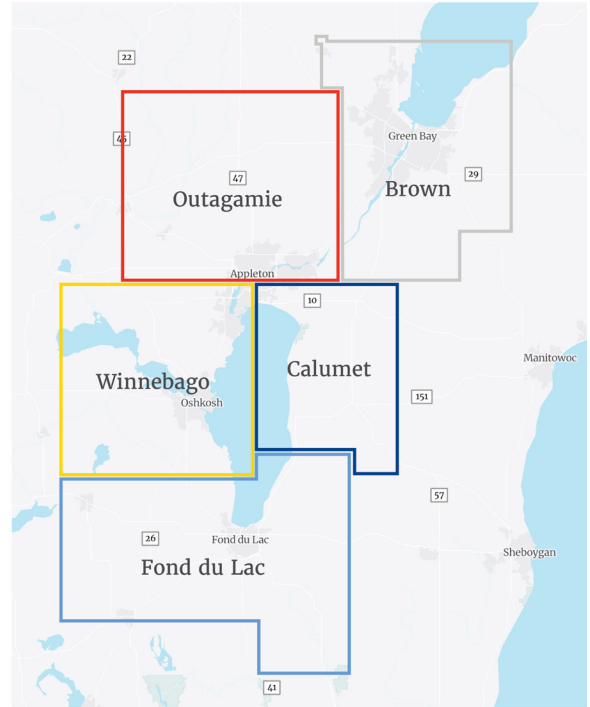 22
Green Bay
45
47
29
Brown
Outagamie
Appleton
10
Manitowoc
Calumet
Winnebago
151
Oshkosh
57
26
Fond du Lac
Sheboygan
Fond du Lac
41